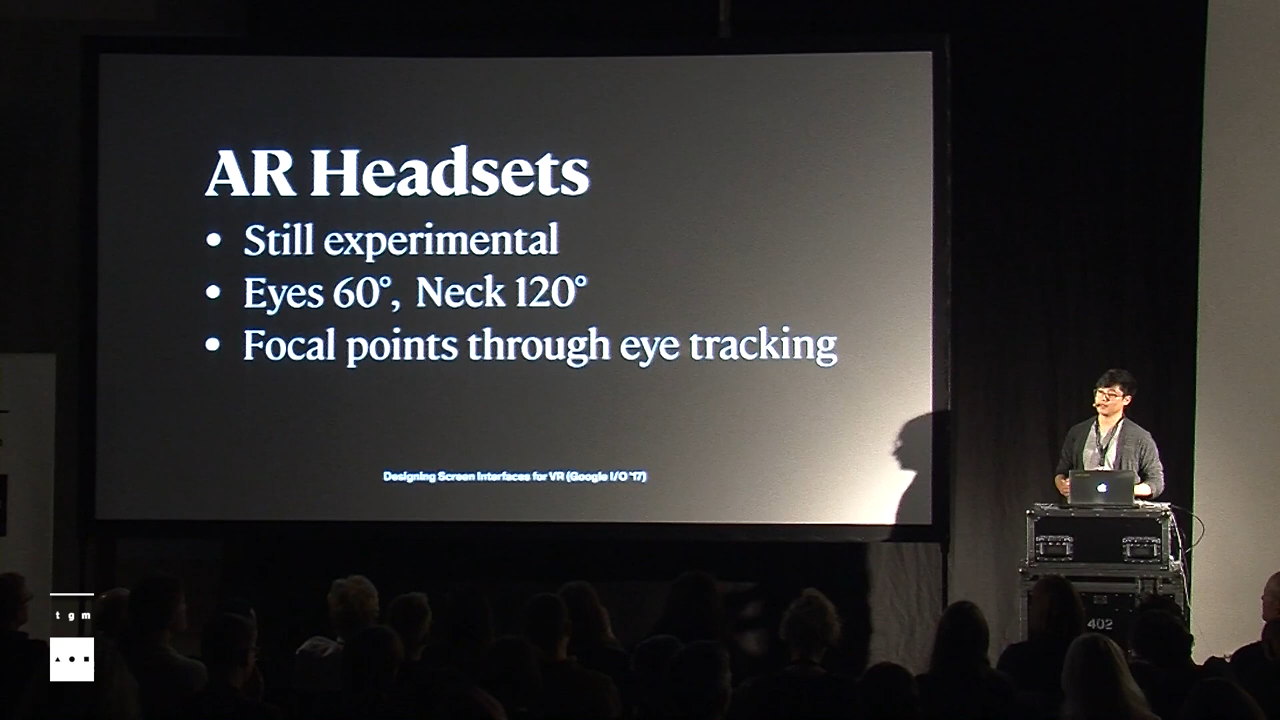 AR Headsets
• Still experimental
• Eyes 60°, Neck 120°
• Focal points through eye tracking
Designing Screen Interfaces for VR (Google I/O '17)
402
t g m